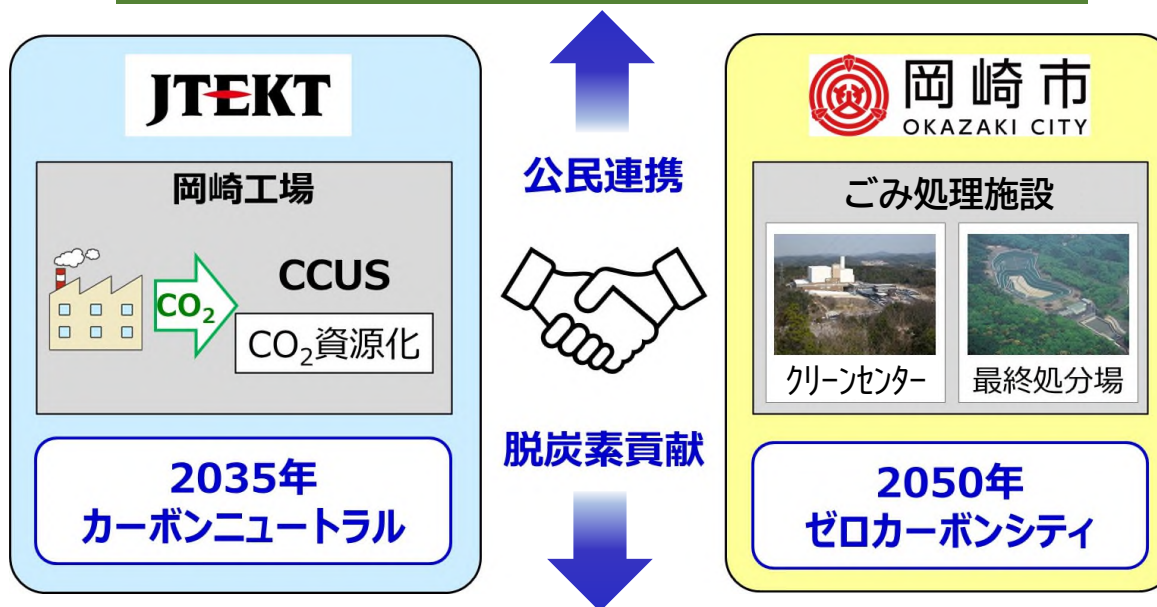 JTEKT
岡崎工場
CO₂
CCUS
CO₂資源化
2035年
カーボンニュートラル
公民連携
脱炭素貢献
岡崎市
OKAZAKI CITY
ごみ処理施設
クリーンセンター
最終処分場
2050年
ゼロカーボンシティ